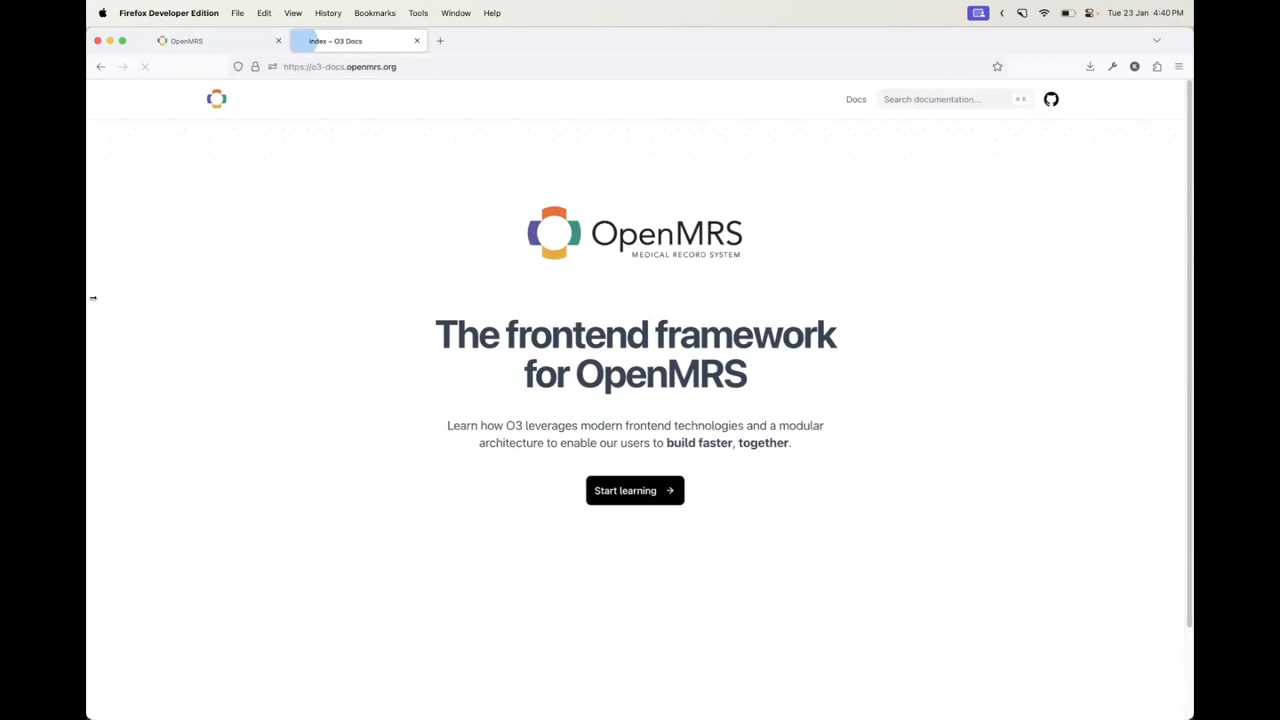 Firefox Developer Edition File Edit View History Bookmarks Tools Window Help Tue 23 Jan 4:40 PM
OpenMRS Index – O3 Docs
https://o3-docs.openmrs.org
Docs Search documentation... ⌘ K
OpenMRS
MEDICAL RECORD SYSTEM
The frontend framework
for OpenMRS
Learn how O3 leverages modern frontend technologies and a modular
architecture to enable our users to build faster, together.
Start learning →